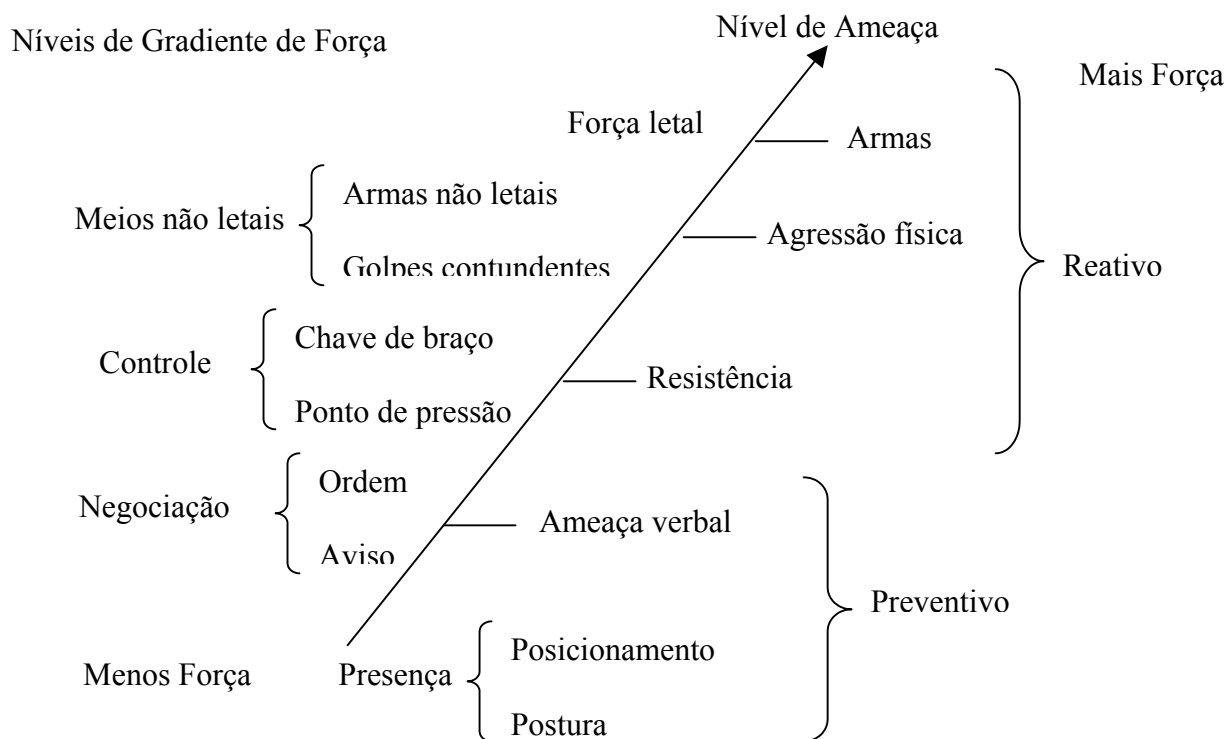 Nível de Ameaça
Níveis de Gradiente de Força
Mais Força
Força letal
Armas
Armas não letais
Meios não letais
Agressão física
Golpes contundentes
Reativo
Chave de braço
Controle
Resistência
Ponto de pressão
Ordem
Negociação
Ameaça verbal
Aviso
Preventivo
Posicionamento
Menos Força
Presença
Postura